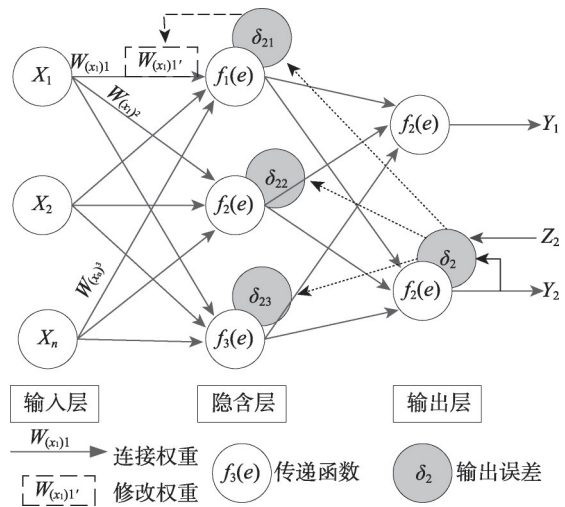 δ₂₁
W₍ₓ₁₎1
W₍ₓ₁₎1′
X₁
f₁(e)
W₍ₓ₁₎2
f₂(e)
Y₁
δ₂₂
X₂
f₂(e)
Z₂
δ₂
W₍ₓₙ₎3
δ₂₃
f₂(e)
Y₂
Xₙ
f₃(e)
输入层
隐含层
输出层
W₍ₓ₁₎1
连接权重
f₃(e)
传递函数
δ₂
输出误差
W₍ₓ₁₎1′
修改权重